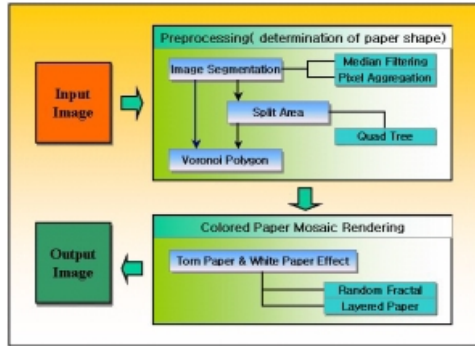 Preprocessing( determination of paper shape)
Input
Image
Image Segmentation
Median Filtering
Pixel Aggregation
Split Area
Quad Tree
Voronoi Polygon
Colored Paper Mosaic Rendering
Output
Image
Torn Paper & White Paper Effect
Random Fractal
Layered Paper